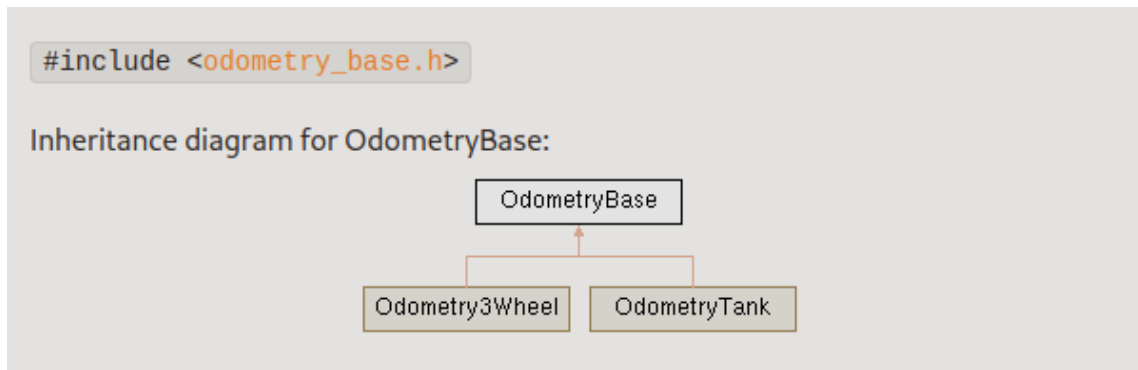 #include <odometry_base.h>
Inheritance diagram for OdometryBase:
OdometryBase
Odometry3Wheel OdometryTank